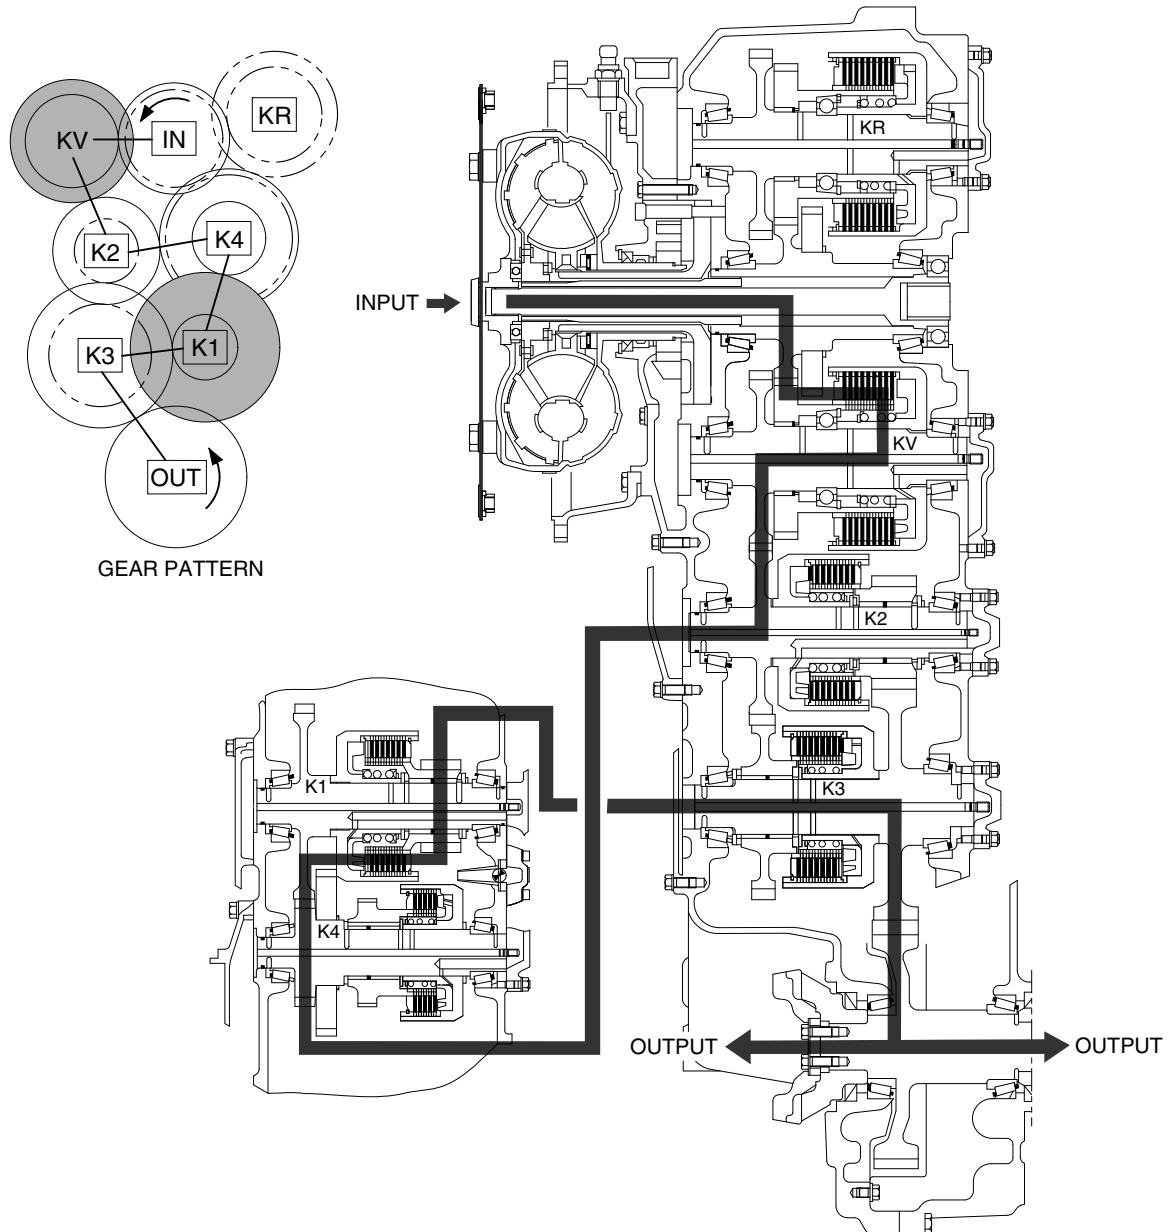 KV
IN
KR
K2
K4
K3
K1
OUT
GEAR PATTERN
KR
INPUT
KV
K2
K1
K3
K4
OUTPUT
OUTPUT